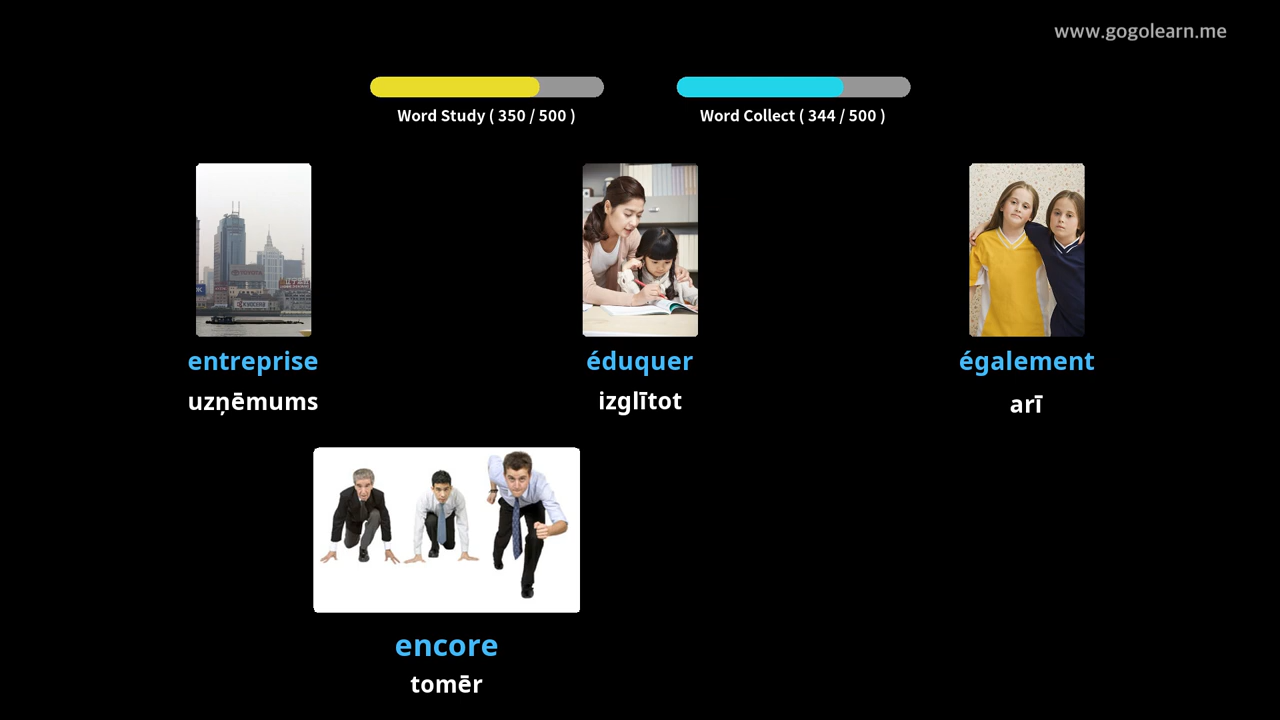 www.gogolearn.me
Word Study ( 350 / 500 )
Word Collect ( 344 / 500 )
TOYOTA
entreprise
éduquer
également
uzņēmums
izglītot
arī
encore
tomēr